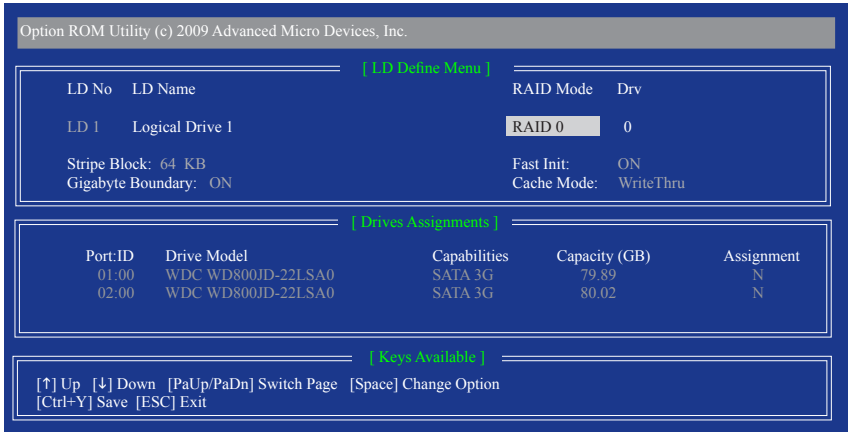 Option ROM Utility (c) 2009 Advanced Micro Devices, Inc.
[ LD Define Menu ]
LD No LD Name RAID Mode Drv
LD 1 Logical Drive 1 RAID 0 0
Stripe Block: 64 KB Fast Init: ON
Gigabyte Boundary: ON Cache Mode: WriteThru
[ Drives Assignments ]
Port:ID Drive Model Capabilities Capacity (GB) Assignment
01:00 WDC WD800JD-22LSA0 SATA 3G 79.89 N
02:00 WDC WD800JD-22LSA0 SATA 3G 80.02 N
[ Keys Available ]
[↑] Up [↓] Down [PaUp/PaDn] Switch Page [Space] Change Option
[Ctrl+Y] Save [ESC] Exit